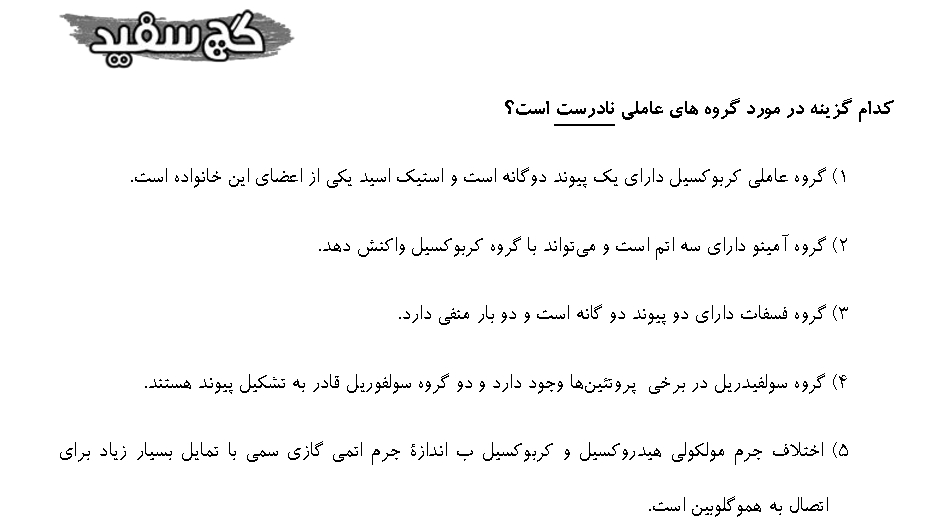 گچ سفید
کدام گزینه در مورد گروه های عاملی نادرست است؟
۱) گروه عاملی کربوکسیل دارای یک پیوند دوگانه است و استیک اسید یکی از اعضای این خانواده است.
۲) گروه آمینو دارای سه اتم است و می‌تواند با گروه کربوکسیل واکنش دهد.
۳) گروه فسفات دارای دو پیوند دو گانه است و دو بار منفی دارد.
۴) گروه سولفیدریل در برخی پروتئین‌ها وجود دارد و دو گروه سولفوریل قادر به تشکیل پیوند هستند.
۵) اختلاف جرم مولکولی هیدروکسیل و کربوکسیل ب اندازهٔ جرم اتمی گازی سمی با تمایل بسیار زیاد برای
اتصال به هموگلوبین است.